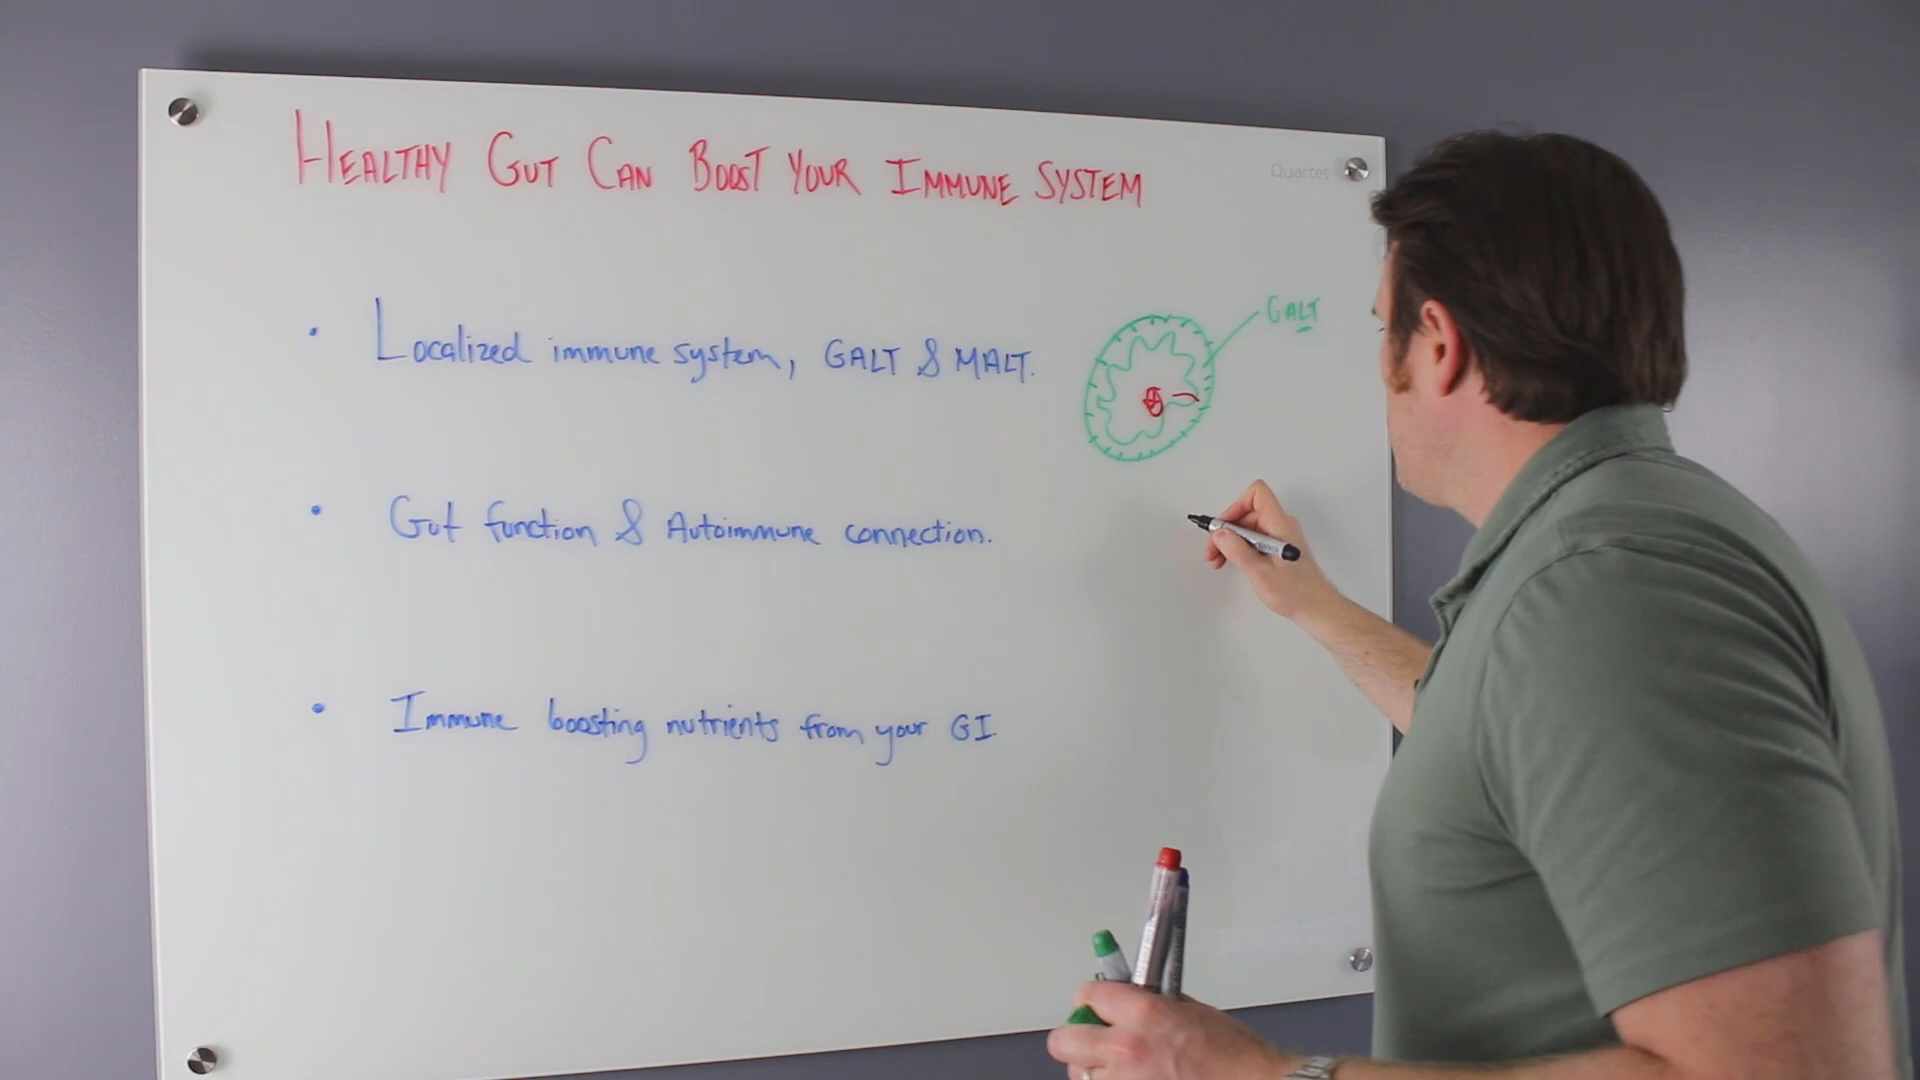 HEALTHY GUT CAN BOOST YOUR IMMUNE SYSTEM
Quartet
• Localized immune system, GALT & MALT.
GALT
• Gut function & Autoimmune connection.
• Immune boosting nutrients from your GI